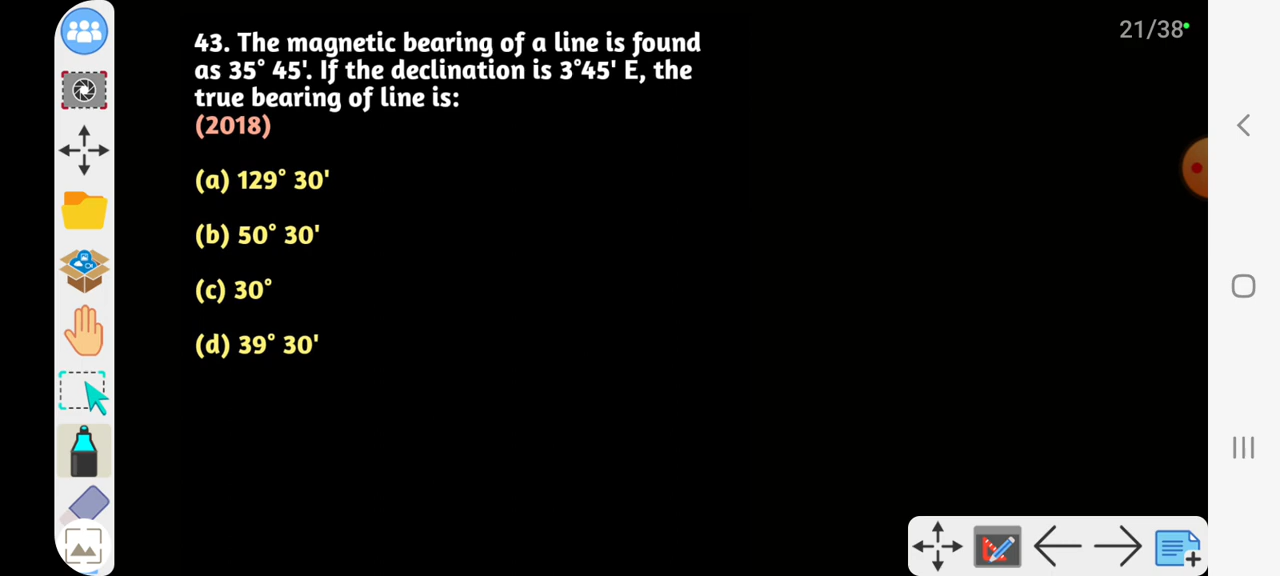 21/38
43. The magnetic bearing of a line is found
as 35° 45'. If the declination is 3°45' E, the
true bearing of line is:
(2018)
(a) 129° 30'
(b) 50° 30'
(c) 30°
(d) 39° 30'